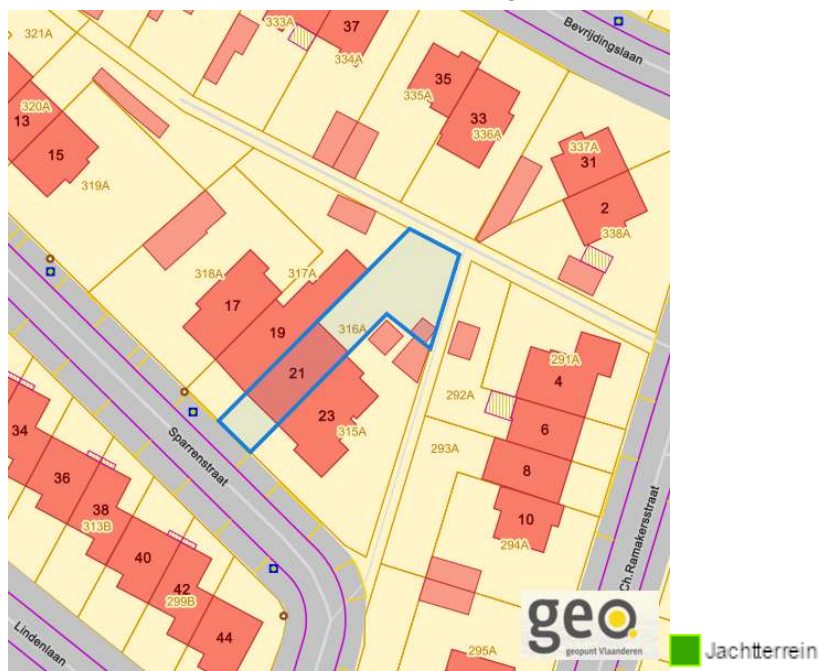 333A
37
321A
334A
Bevrijdingslaan
35
335A
33
336A
320A
13
15
319A
337A
31
2
338A
318A
317A
17
19
316A
21
23
315A
291A
4
292A
6
293A
8
10
294A
Sparrenstraat
34
36
38
313B
40
42
299B
44
Lindenlaan
Ch.Ramakersstraat
295A
geo
geopunt Vlaanderen
Jachtterrein